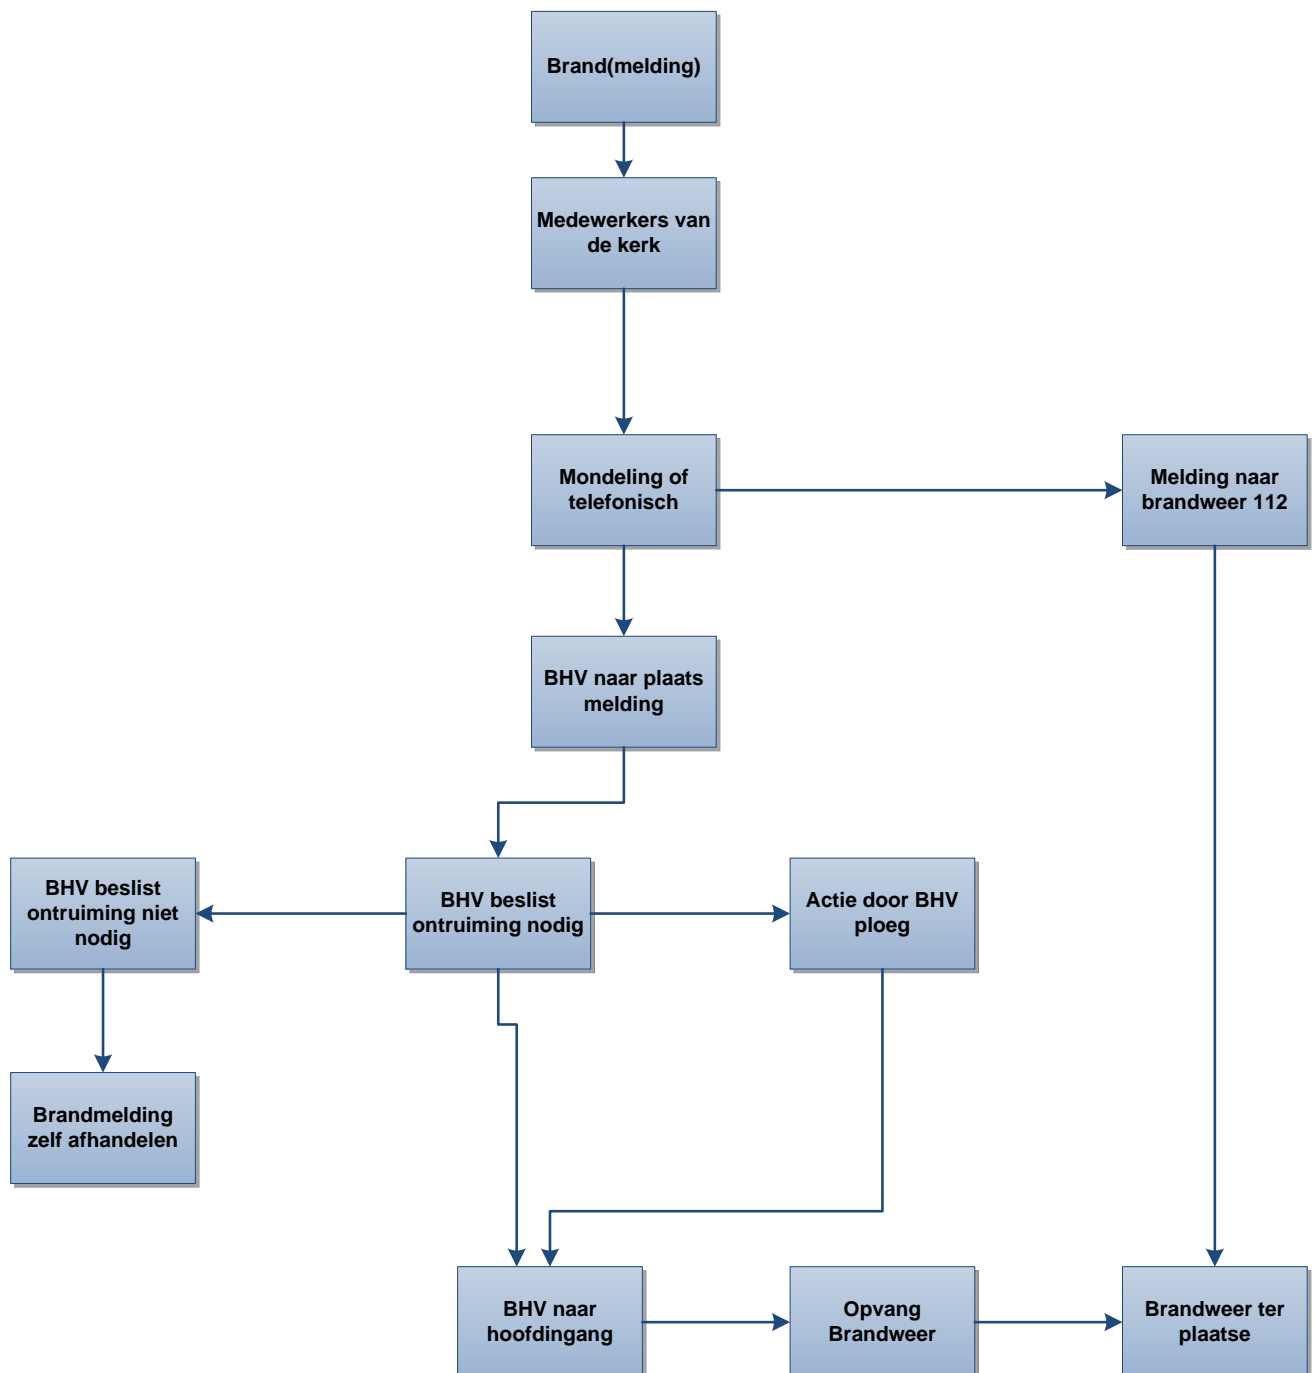 Brand(melding)
Medewerkers van
de kerk
Mondeling of
telefonisch
Melding naar
brandweer 112
BHV naar plaats
melding
BHV beslist
ontruiming niet
nodig
BHV beslist
ontruiming nodig
Actie door BHV
ploeg
Brandmelding
zelf afhandelen
BHV naar
hoofdingang
Opvang
Brandweer
Brandweer ter
plaatse